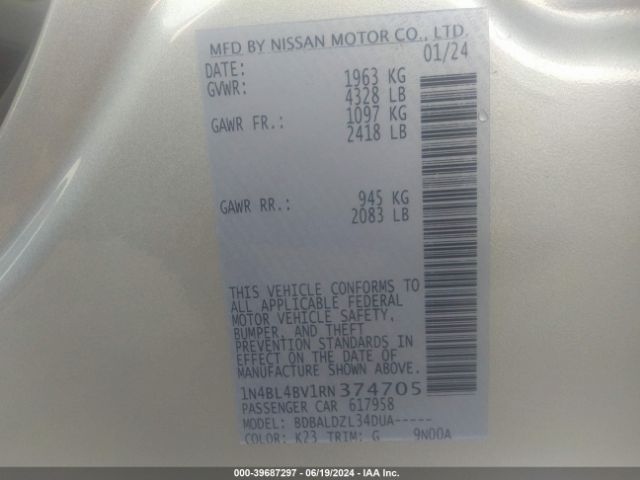 MFD BY NISSAN MOTOR CO., LTD.
DATE: 01/24
GVWR: 1963 KG
4328 LB
GAWR FR.: 1097 KG
2418 LB
GAWR RR.: 945 KG
2083 LB
THIS VEHICLE CONFORMS TO
ALL APPLICABLE FEDERAL
MOTOR VEHICLE SAFETY,
BUMPER, AND THEFT
PREVENTION STANDARDS IN
EFFECT ON THE DATE OF
MANUFACTURE SHOWN ABOVE.
1N4BL4BV1RN374705
PASSENGER CAR 617958
MODEL: BDBALDZL34DUA-----
COLOR: K23 TRIM: G 9N00A
000-39687297 - 06/19/2024 - iaai.com